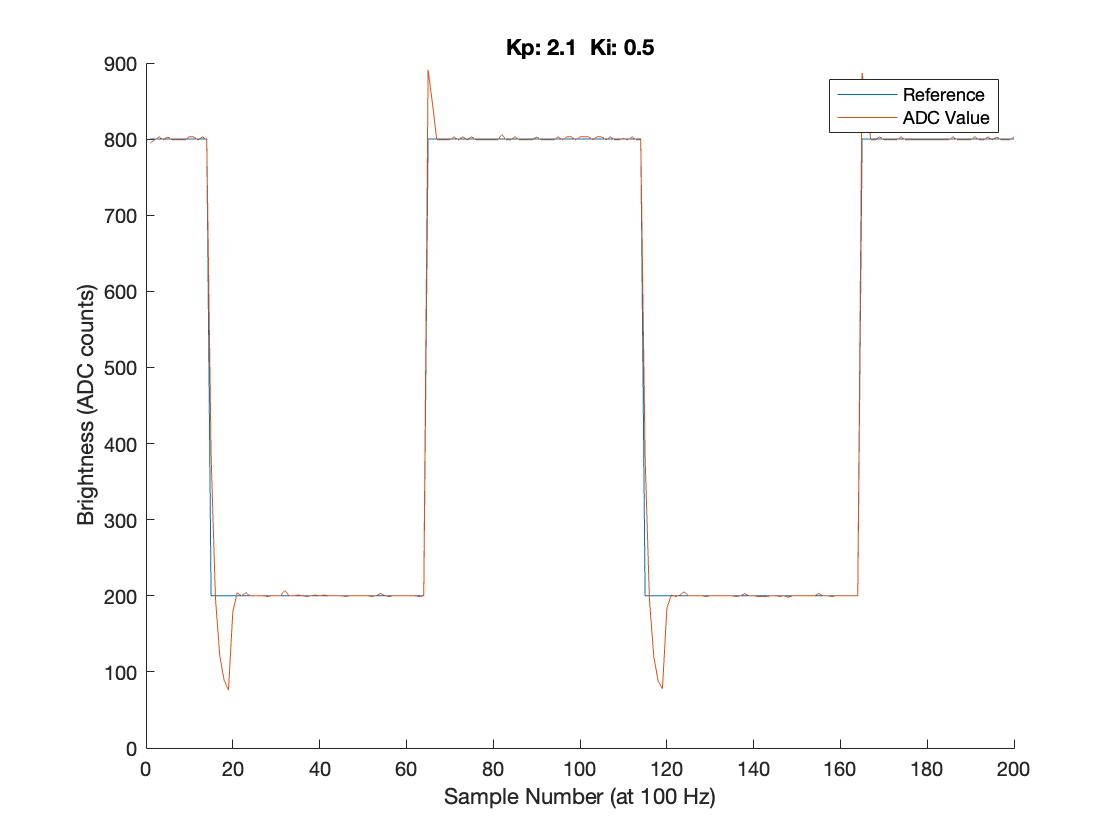 Kp: 2.1  Ki: 0.5
900
800
700
600
500
400
300
200
100
0
Brightness (ADC counts)
Reference
ADC Value
0 20 40 60 80 100 120 140 160 180 200
Sample Number (at 100 Hz)